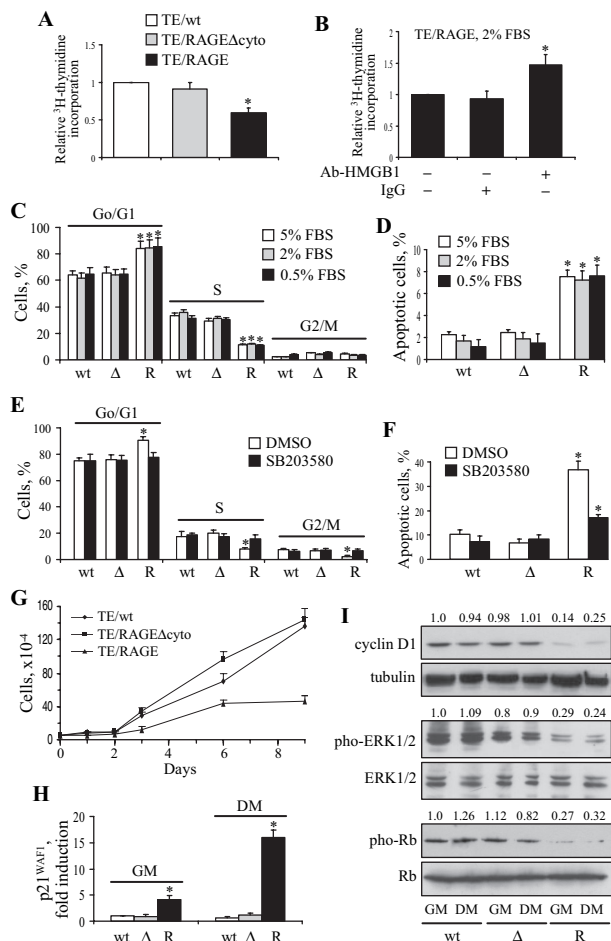 A
TE/wt
TE/RAGEΔcyto
TE/RAGE
Relative ³H-thymidine
incorporation
1.5
1
0.5
0
*
B
TE/RAGE, 2% FBS
Relative ³H-thymidine
incorporation
2
1.5
1
0.5
0
*
Ab-HMGB1 – – +
IgG – + –
C
Go/G1
5% FBS
2% FBS
0.5% FBS
Cells, %
100
80
60
40
20
0
***
S
***
G2/M
wt Δ R wt Δ R wt Δ R
D
5% FBS
2% FBS
0.5% FBS
Apoptotic cells, %
10
8
6
4
2
0
* * *
wt Δ R
E
Go/G1
DMSO
SB203580
Cells, %
100
80
60
40
20
0
*
S
*
G2/M
*
wt Δ R wt Δ R wt Δ R
F
DMSO
SB203580
Apoptotic cells, %
50
40
30
20
10
0
*
*
wt Δ R
G
TE/wt
TE/RAGEΔcyto
TE/RAGE
Cells, x10⁻⁴
160
120
80
40
0
0 2 4 6 8
Days
H
p21ᵂᴬᶠ¹,
fold induction
20
15
10
5
0
GM
*
DM
*
wt Δ R wt Δ R
I
1.0 0.94 0.98 1.01 0.14 0.25
cyclin D1
tubulin
1.0 1.09 0.8 0.9 0.29 0.24
pho-ERK1/2
ERK1/2
1.0 1.26 1.12 0.82 0.27 0.32
pho-Rb
Rb
GM DM GM DM GM DM
wt Δ R